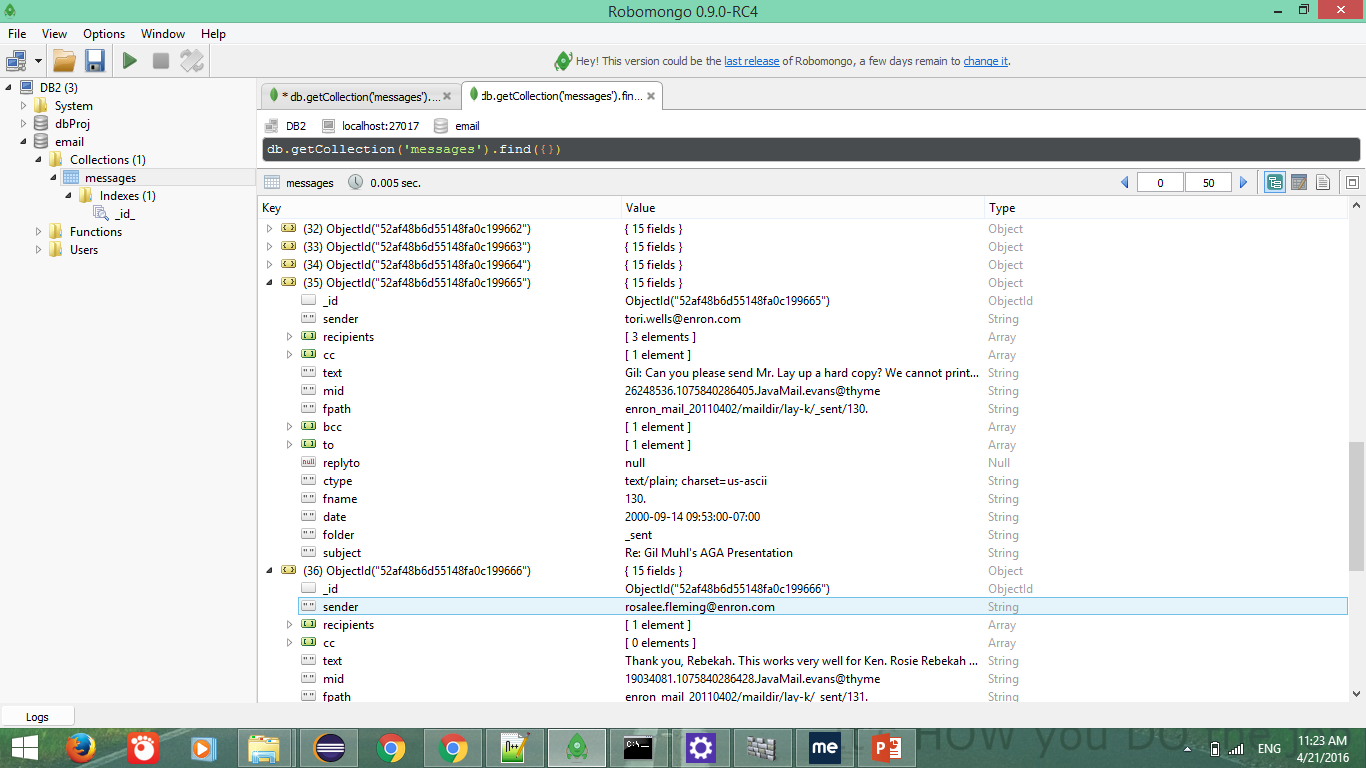 Robomongo 0.9.0-RC4
File View Options Window Help
Hey! This version could be the last release of Robomongo, a few days remain to change it.
DB2 (3)
System
dbProj
email
Collections (1)
messages
Indexes (1)
_id_
Functions
Users
* db.getCollection('messages')....
db.getCollection('messages').fin...
DB2 localhost:27017 email
db.getCollection('messages').find({})
messages 0.005 sec. 0 50
Key Value Type
(32) ObjectId("52af48b6d55148fa0c199662") { 15 fields } Object
(33) ObjectId("52af48b6d55148fa0c199663") { 15 fields } Object
(34) ObjectId("52af48b6d55148fa0c199664") { 15 fields } Object
(35) ObjectId("52af48b6d55148fa0c199665") { 15 fields } Object
_id ObjectId("52af48b6d55148fa0c199665") ObjectId
sender tori.wells@enron.com String
recipients [ 3 elements ] Array
cc [ 1 element ] Array
text Gil: Can you please send Mr. Lay up a hard copy? We cannot print... String
mid 26248536.1075840286405.JavaMail.evans@thyme String
fpath enron_mail_20110402/maildir/lay-k/_sent/130. String
bcc [ 1 element ] Array
to [ 1 element ] Array
replyto null Null
ctype text/plain; charset=us-ascii String
fname 130. String
date 2000-09-14 09:53:00-07:00 String
folder _sent String
subject Re: Gil Muhl's AGA Presentation String
(36) ObjectId("52af48b6d55148fa0c199666") { 15 fields } Object
_id ObjectId("52af48b6d55148fa0c199666") ObjectId
sender rosalee.fleming@enron.com String
recipients [ 1 element ] Array
cc [ 0 elements ] Array
text Thank you, Rebekah. This works very well for Ken. Rosie Rebekah ... String
mid 19034081.1075840286428.JavaMail.evans@thyme String
fpath enron_mail_20110402/maildir/lay-k/_sent/131. String
Logs
me
ENG
11:23 AM
4/21/2016